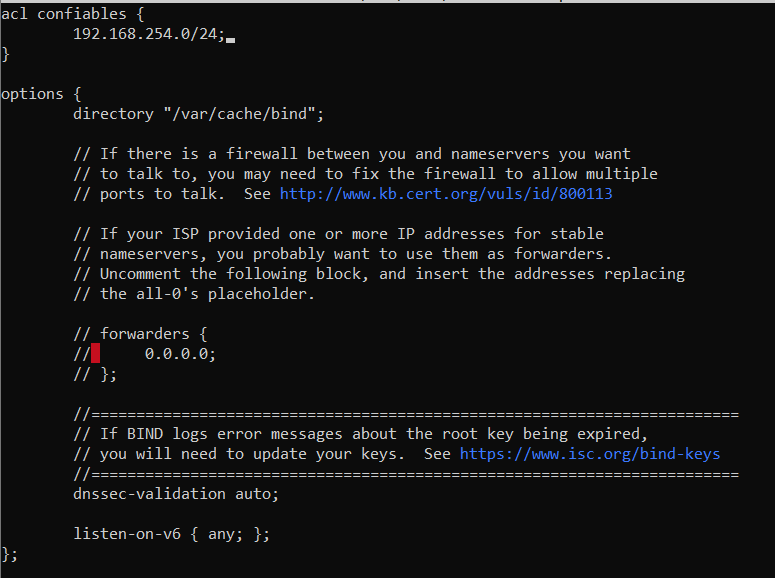 acl confiables {
        192.168.254.0/24;
}

options {
        directory "/var/cache/bind";

        // If there is a firewall between you and nameservers you want
        // to talk to, you may need to fix the firewall to allow multiple
        // ports to talk.  See http://www.kb.cert.org/vuls/id/800113

        // If your ISP provided one or more IP addresses for stable
        // nameservers, you probably want to use them as forwarders.
        // Uncomment the following block, and insert the addresses replacing
        // the all-0's placeholder.

        // forwarders {
        //      0.0.0.0;
        // };

        //========================================================================
        // If BIND logs error messages about the root key being expired,
        // you will need to update your keys.  See https://www.isc.org/bind-keys
        //========================================================================
        dnssec-validation auto;

        listen-on-v6 { any; };
};